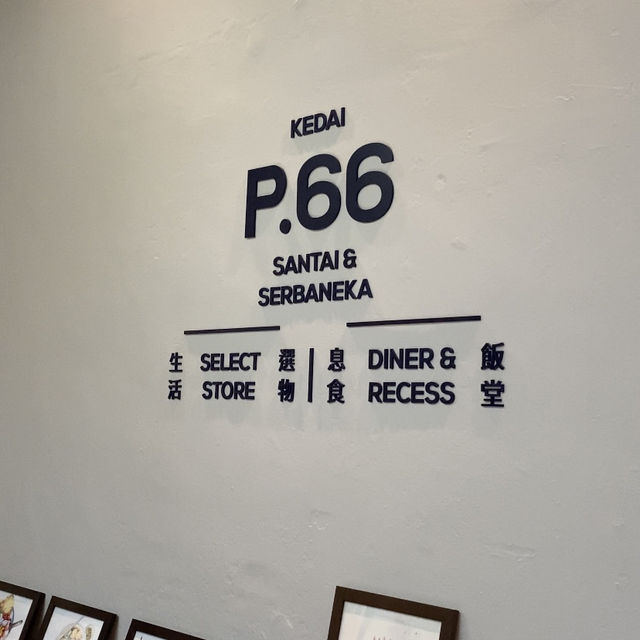 KEDAI
P.66
SANTAI &
SERBANEKA
生活 SELECT STORE 選物
息食 DINER & RECESS 飯堂